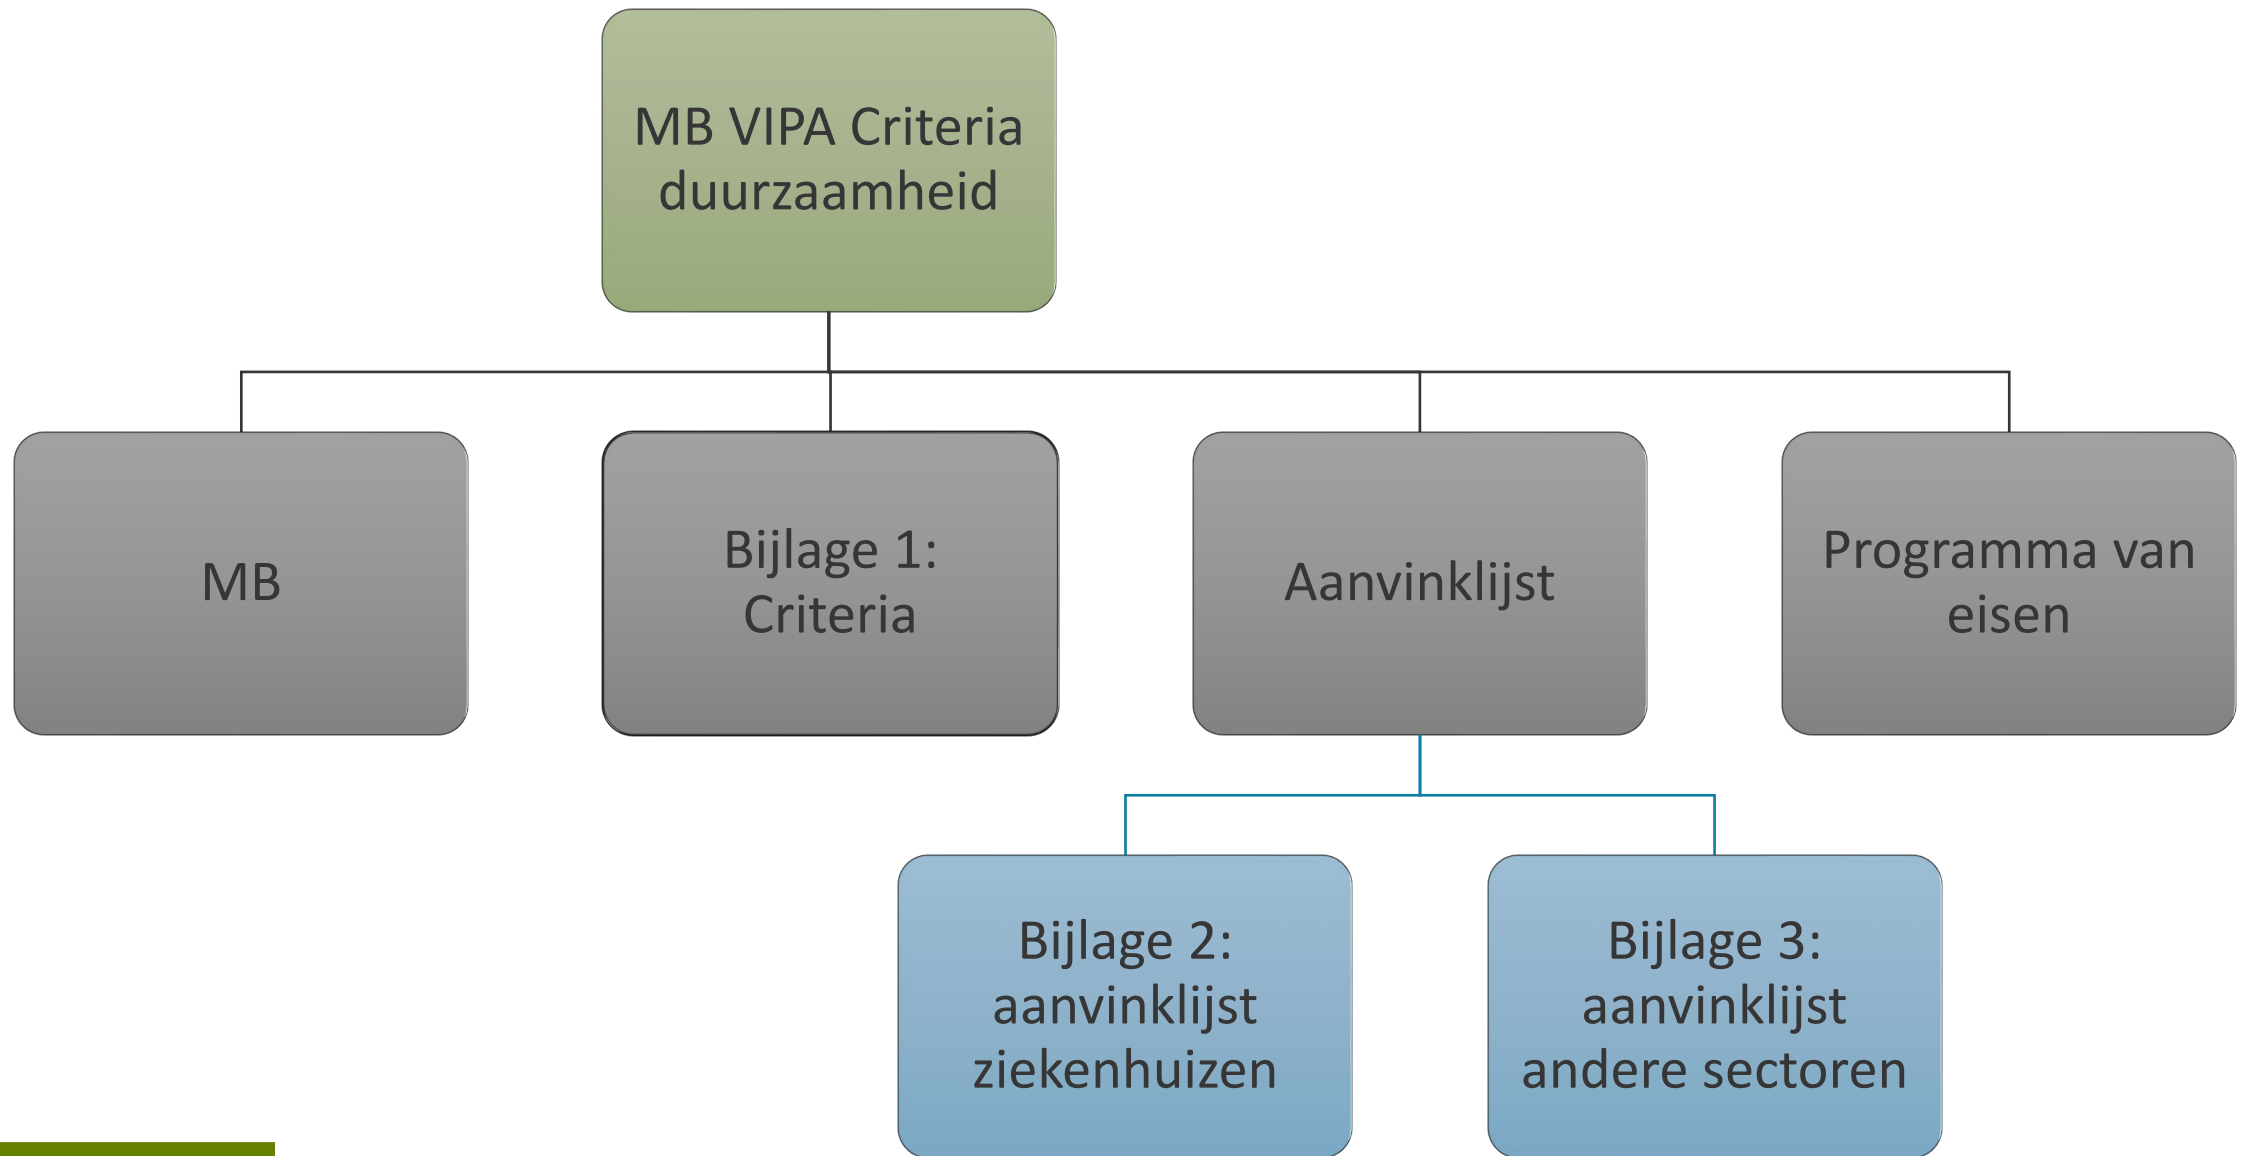 MB VIPA Criteria
duurzaamheid
MB
Bijlage 1:
Criteria
Aanvinklijst
Programma van
eisen
Bijlage 2:
aanvinklijst
ziekenhuizen
Bijlage 3:
aanvinklijst
andere sectoren